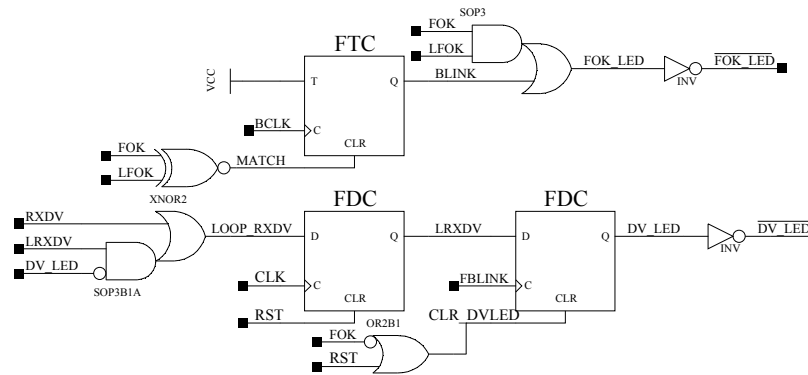 SOP3
FOK
LFOK
FTC
VCC
T
Q
BLINK
FOK_LED
INV
FOK_LED
BCLK
C
CLR
FOK
LFOK
MATCH
XNOR2
FDC
FDC
RXDV
LRXDV
DV_LED
SOP3B1A
LOOP_RXDV
D
Q
LRXDV
D
Q
DV_LED
INV
DV_LED
CLK
C
FBLINK
C
CLR
CLR
RST
OR2B1
CLR_DVLED
FOK
RST